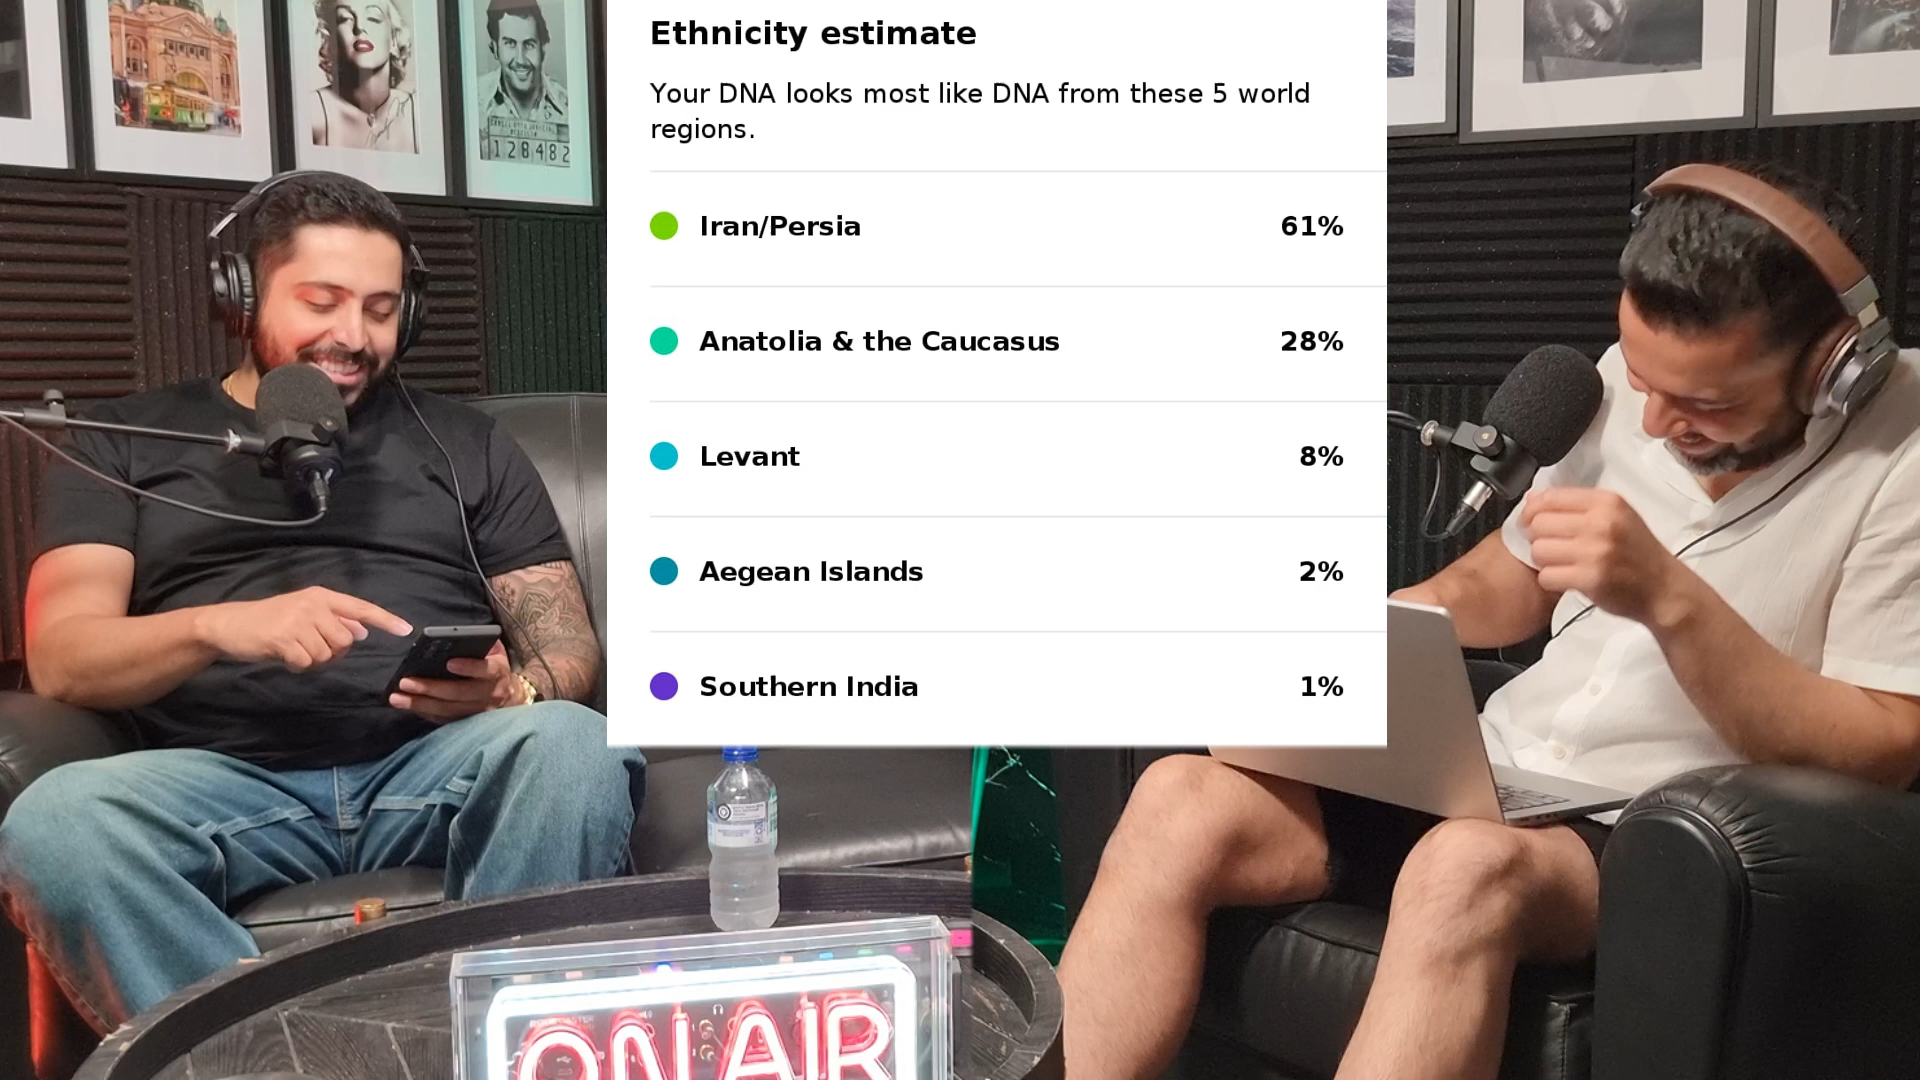 Ethnicity estimate
Your DNA looks most like DNA from these 5 world
regions.
Iran/Persia 61%
Anatolia & the Caucasus 28%
Levant 8%
Aegean Islands 2%
Southern India 1%
128482
ON AIR